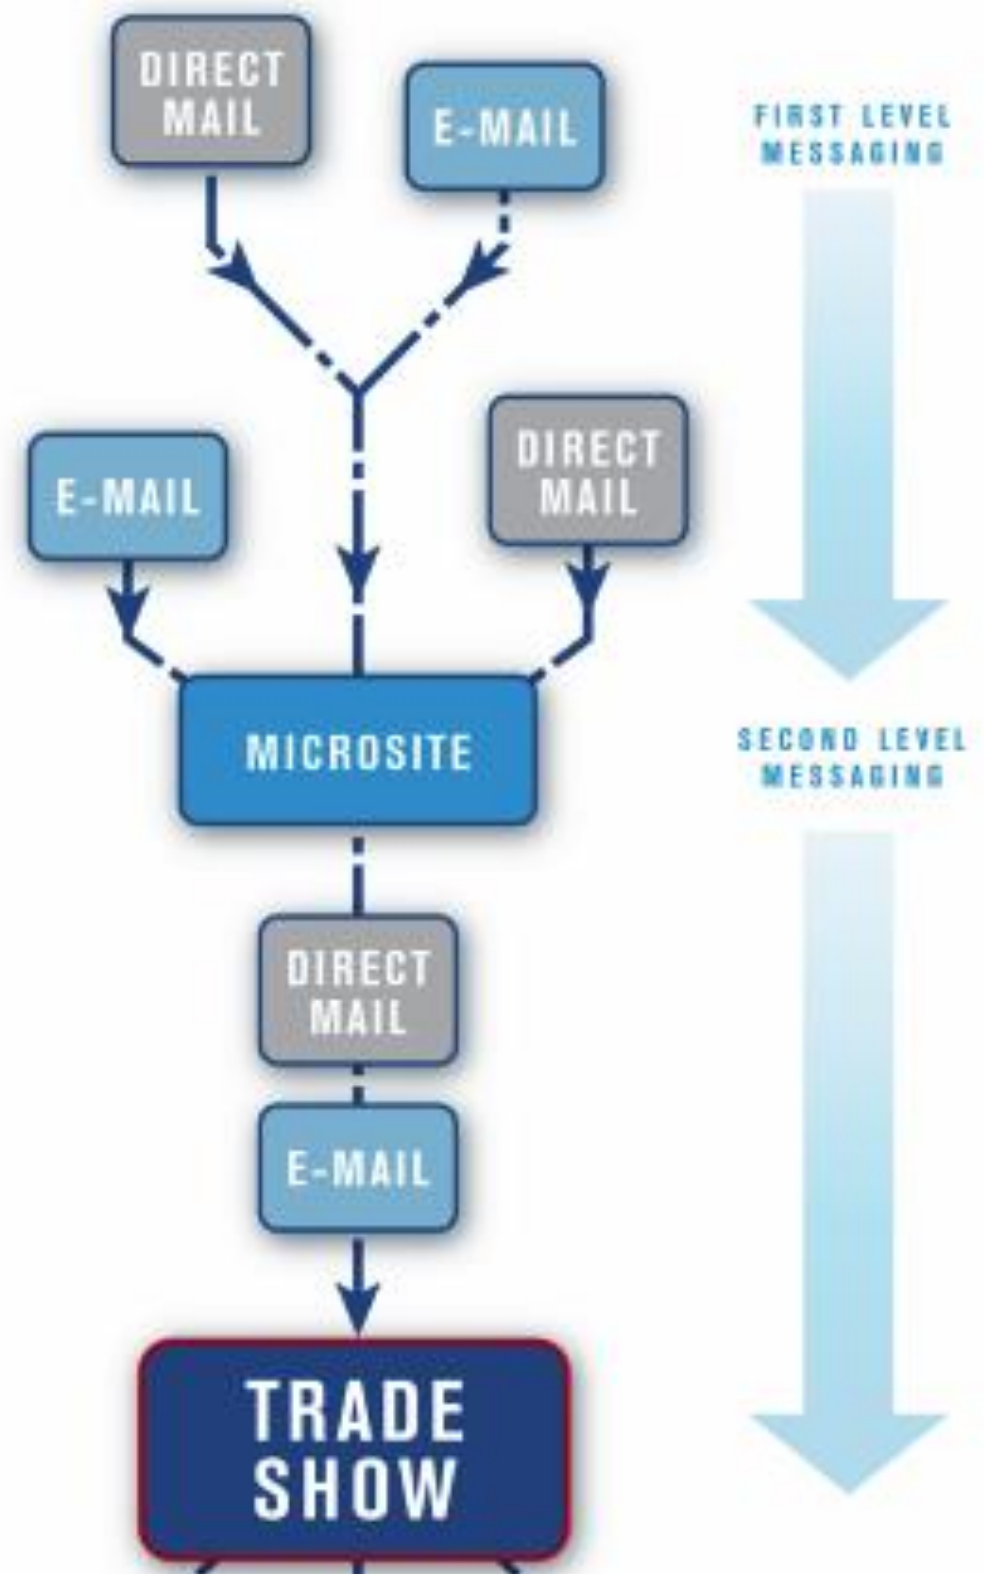 DIRECT
MAIL
E-MAIL
FIRST LEVEL
MESSAGING
E-MAIL
DIRECT
MAIL
MICROSITE
SECOND LEVEL
MESSAGING
DIRECT
MAIL
E-MAIL
TRADE
SHOW